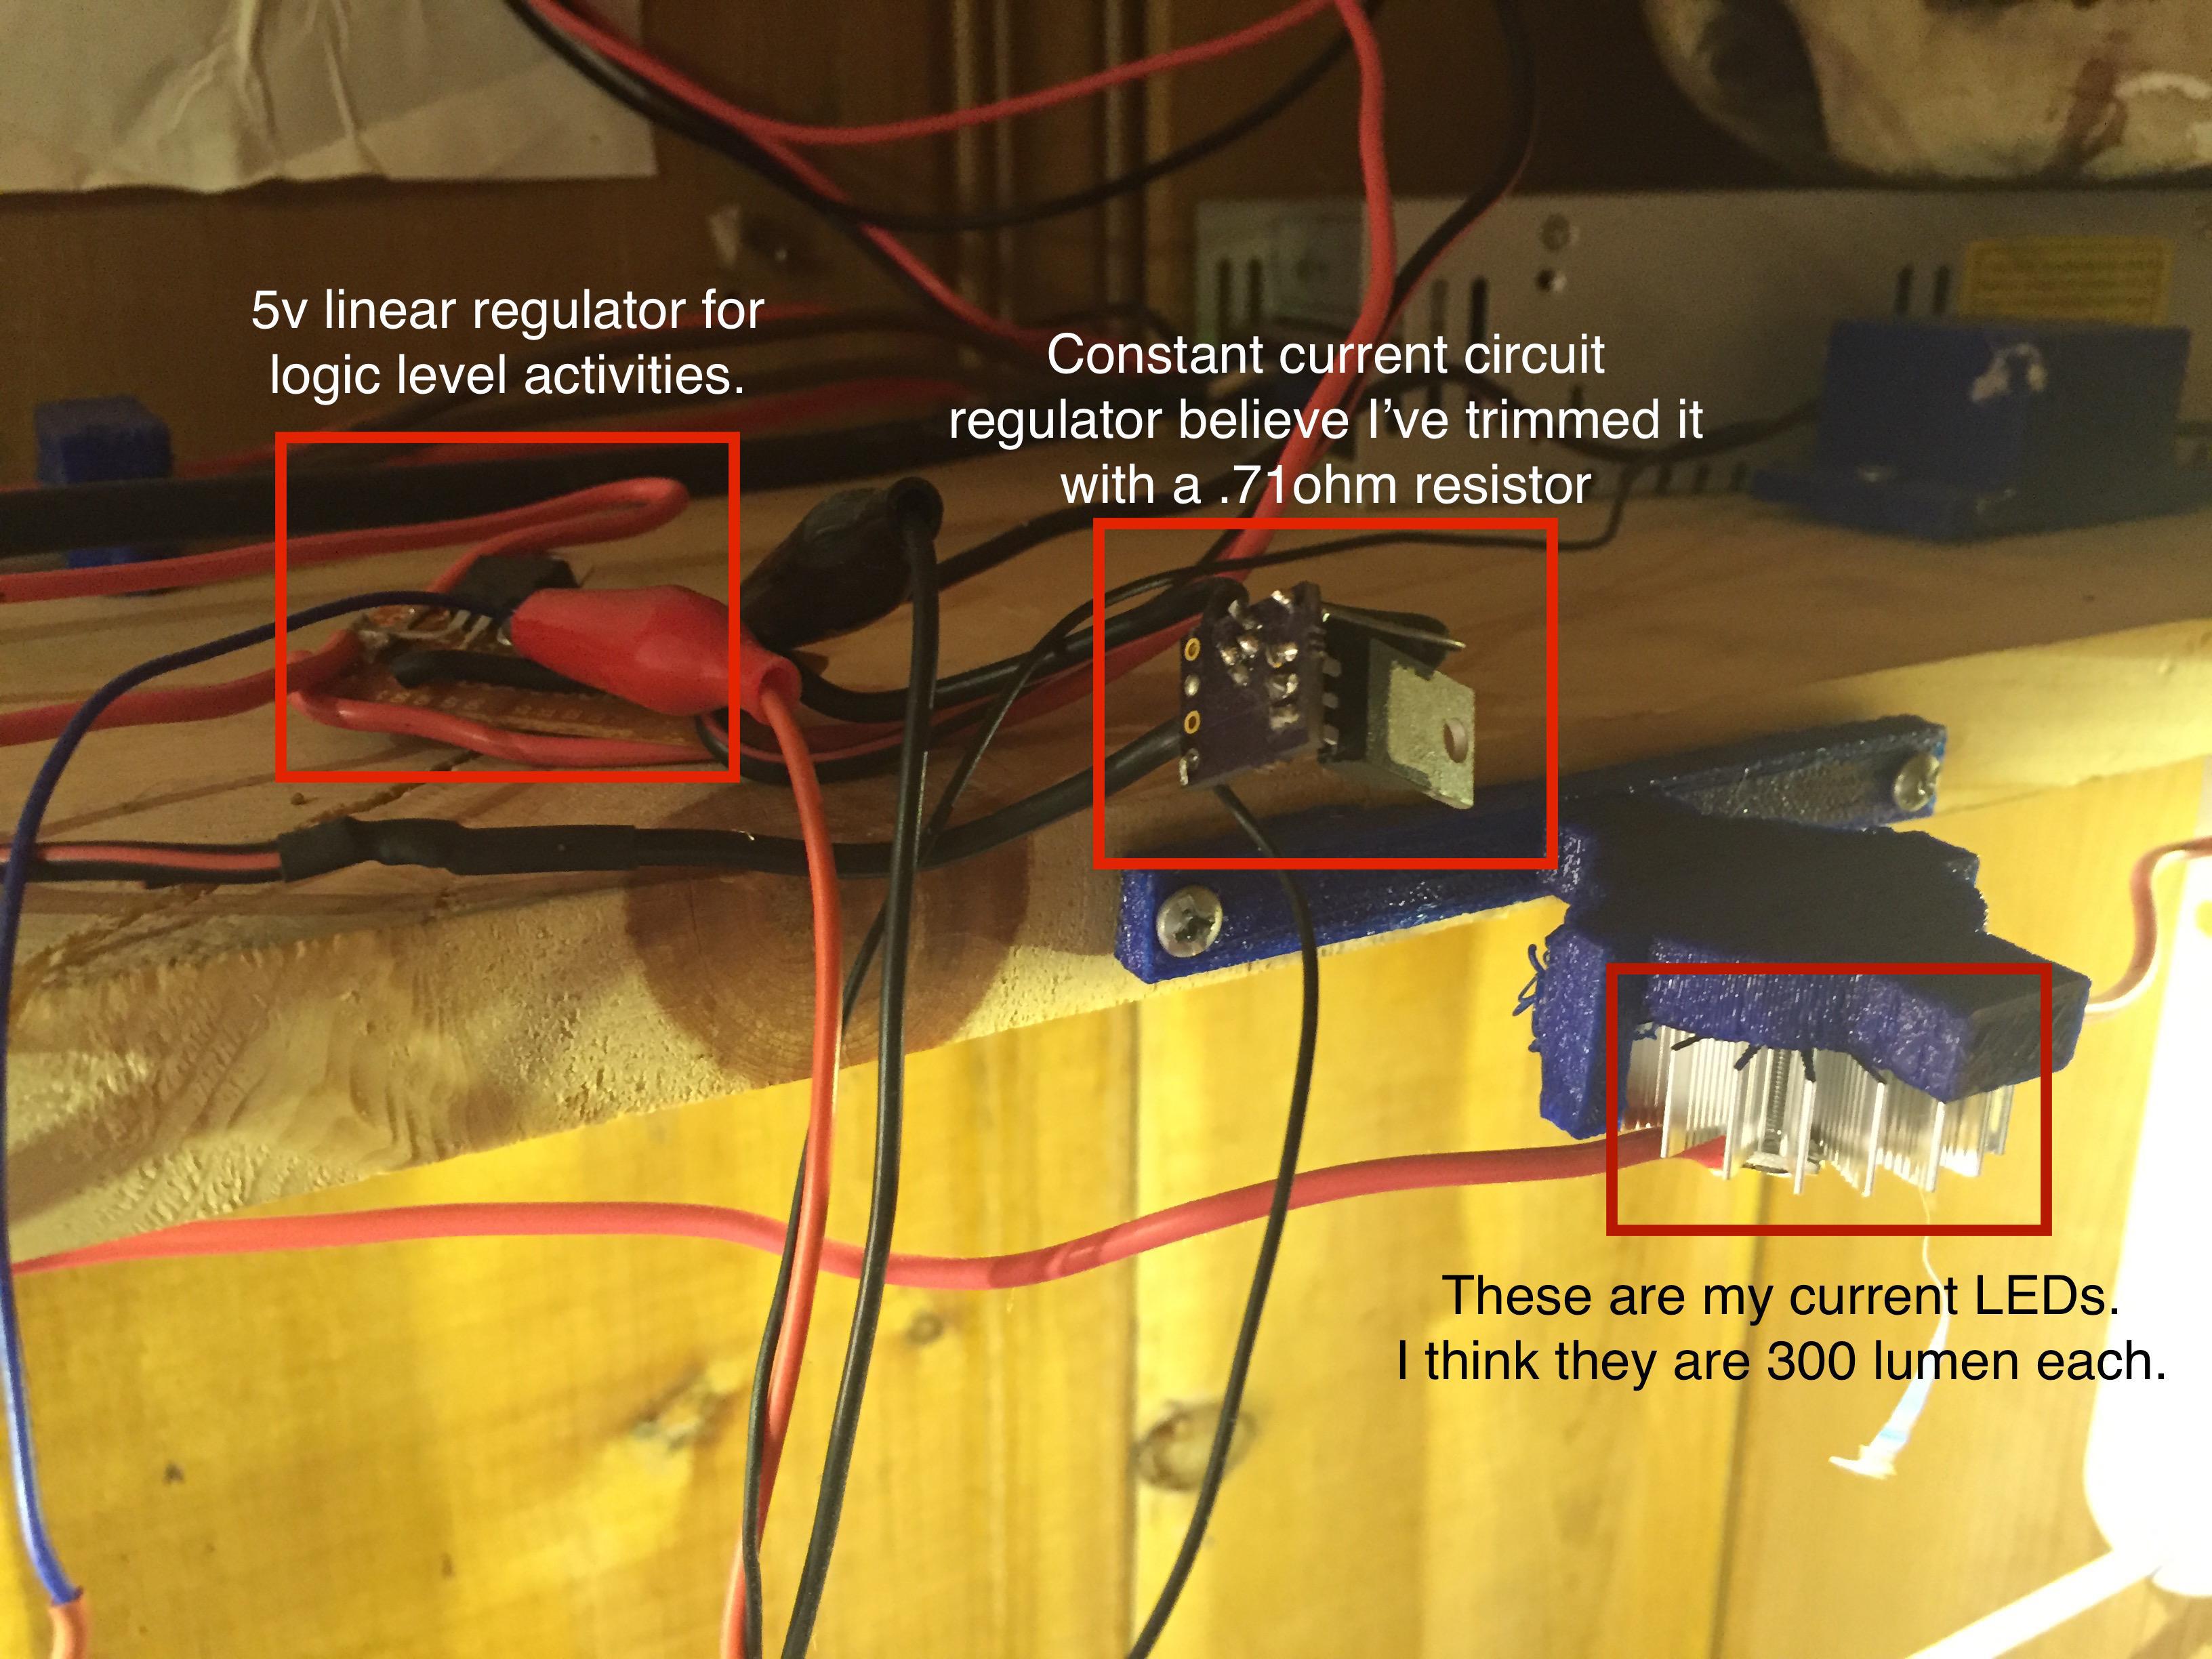 5v linear regulator for
logic level activities.
Constant current circuit
regulator believe I’ve trimmed it
with a .71ohm resistor
These are my current LEDs.
I think they are 300 lumen each.